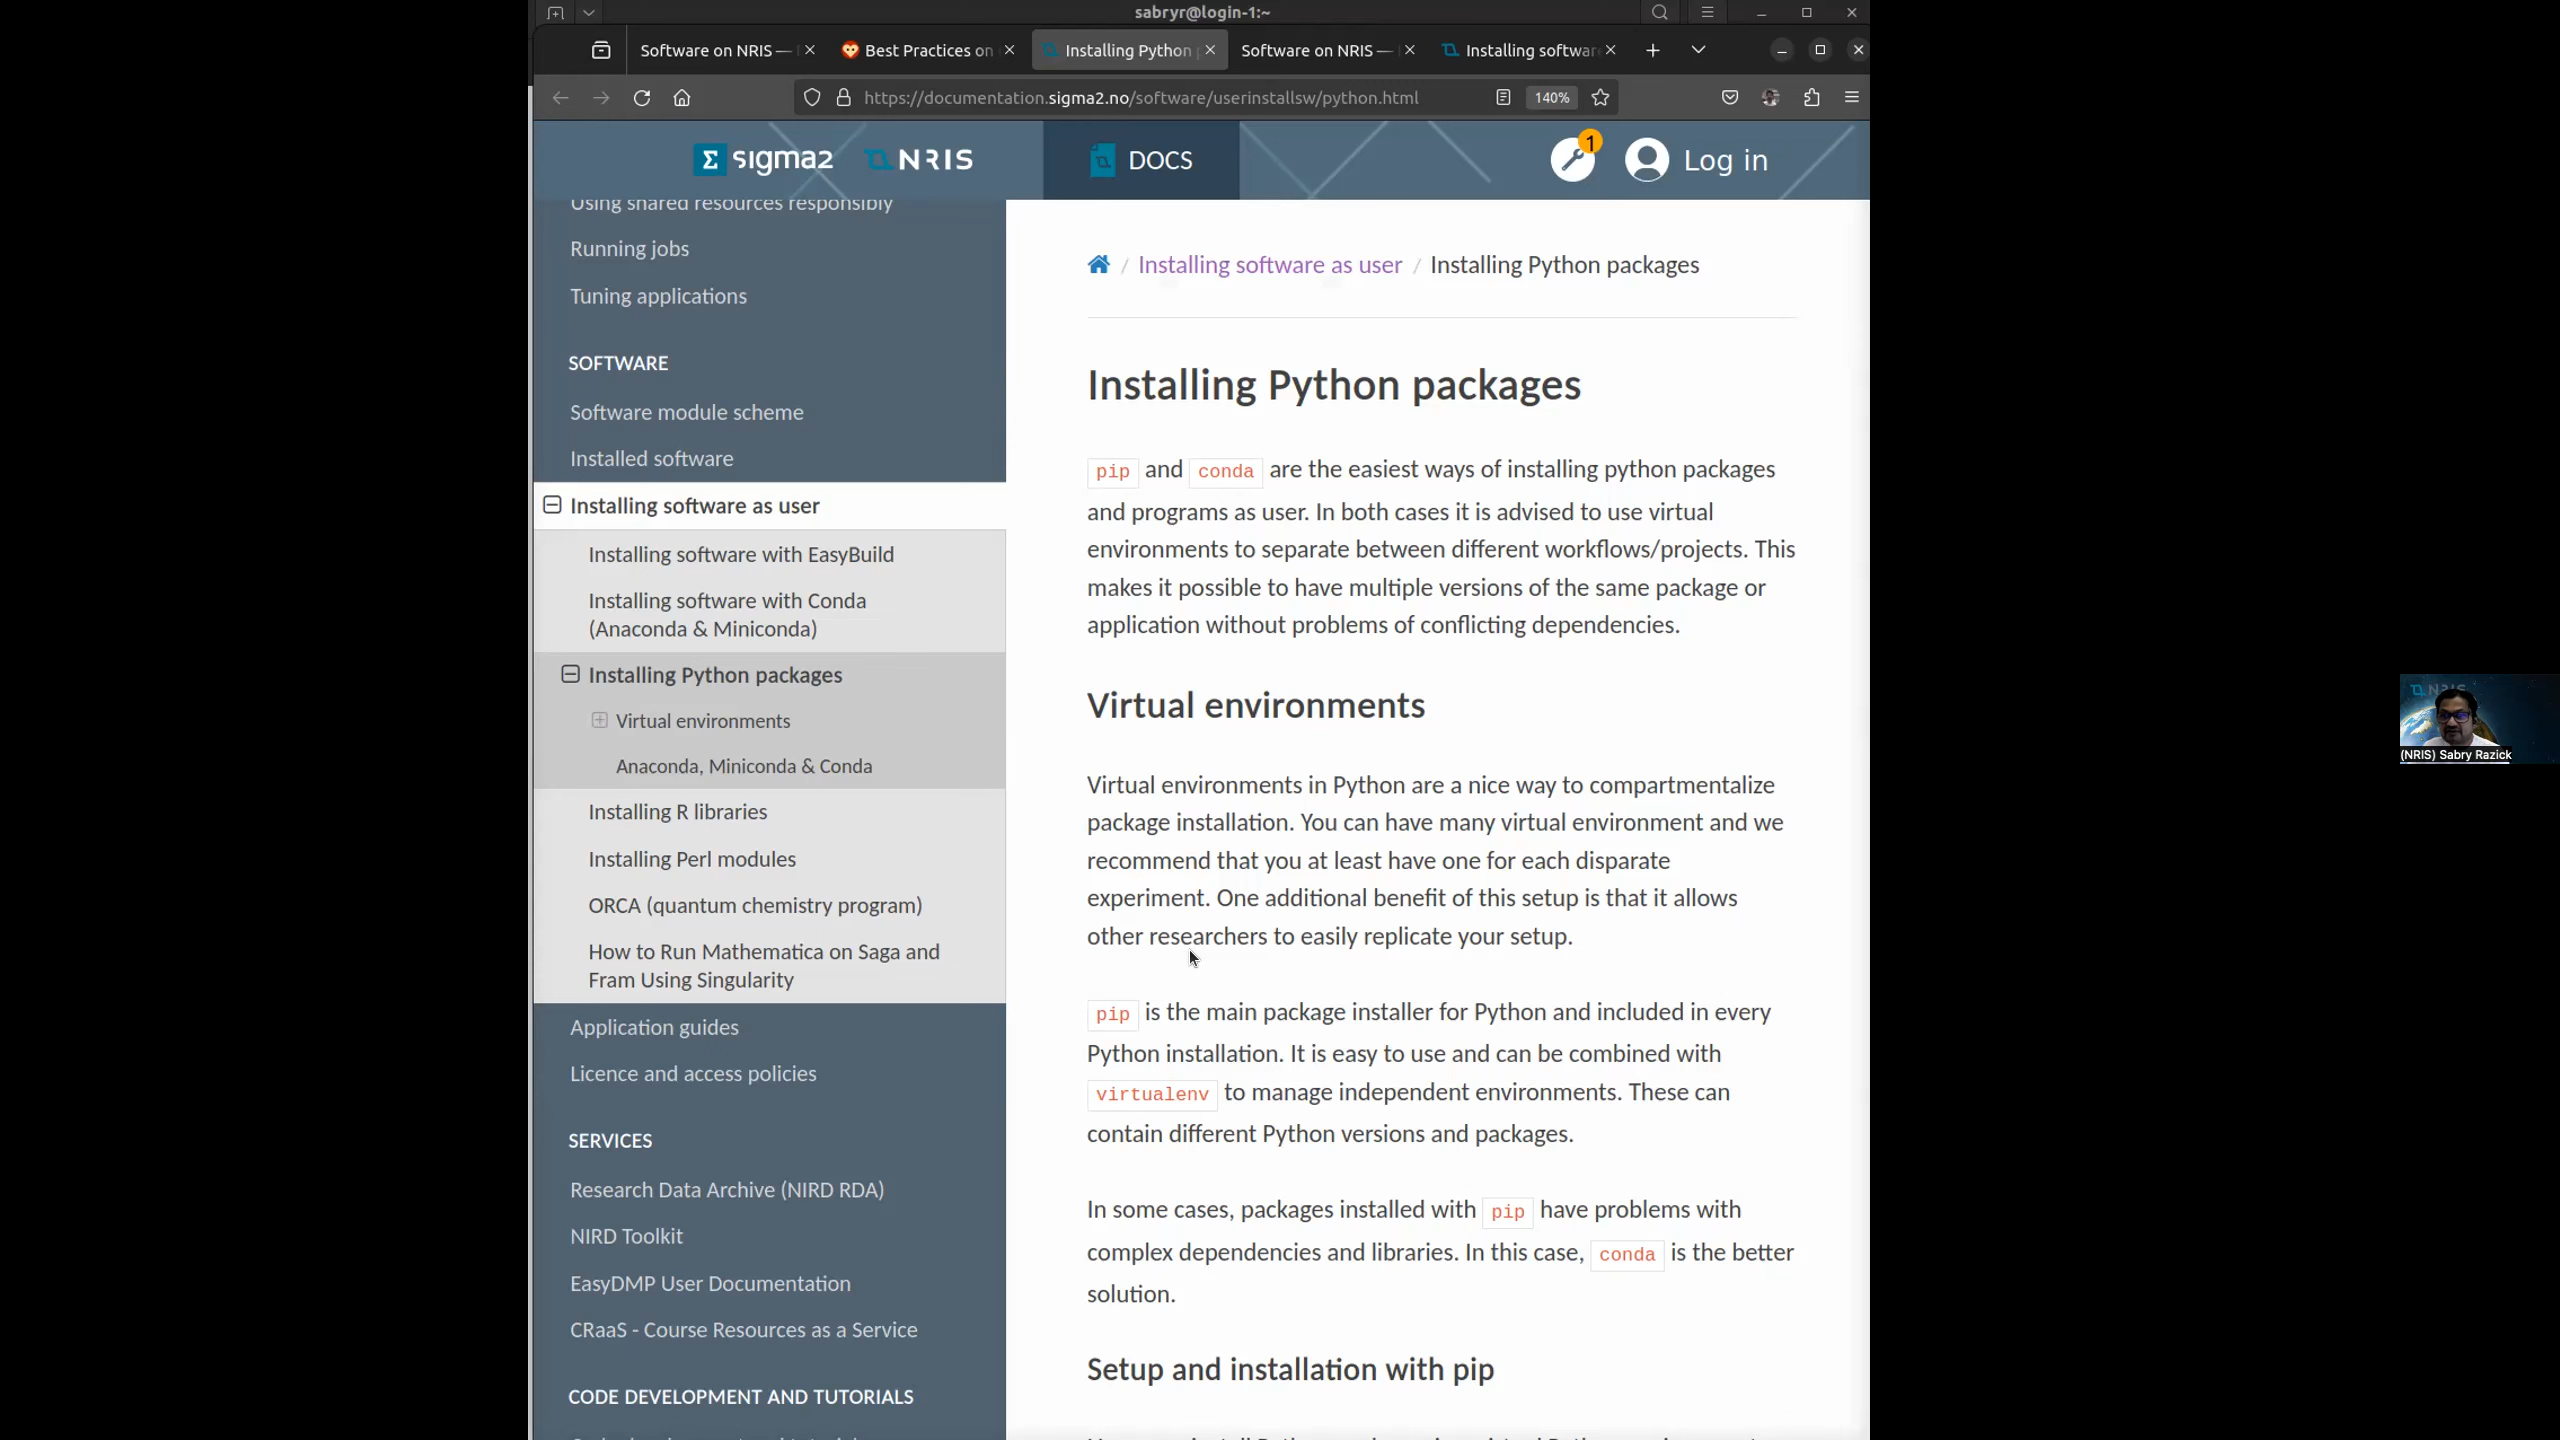 sabryr@login-1:~
Software on NRIS —
Best Practices on
Installing Python
Software on NRIS —
Installing softwar
https://documentation.sigma2.no/software/userinstallsw/python.html
140%
Σ sigma2 NRIS
DOCS
1
Log in
Using shared resources responsibly
Running jobs
Tuning applications
SOFTWARE
Software module scheme
Installed software
Installing software as user
Installing software with EasyBuild
Installing software with Conda
(Anaconda & Miniconda)
Installing Python packages
Virtual environments
Anaconda, Miniconda & Conda
Installing R libraries
Installing Perl modules
ORCA (quantum chemistry program)
How to Run Mathematica on Saga and
Fram Using Singularity
Application guides
Licence and access policies
SERVICES
Research Data Archive (NIRD RDA)
NIRD Toolkit
EasyDMP User Documentation
CRaaS - Course Resources as a Service
CODE DEVELOPMENT AND TUTORIALS
/ Installing software as user / Installing Python packages
Installing Python packages
pip and conda are the easiest ways of installing python packages
and programs as user. In both cases it is advised to use virtual
environments to separate between different workflows/projects. This
makes it possible to have multiple versions of the same package or
application without problems of conflicting dependencies.
Virtual environments
Virtual environments in Python are a nice way to compartmentalize
package installation. You can have many virtual environment and we
recommend that you at least have one for each disparate
experiment. One additional benefit of this setup is that it allows
other researchers to easily replicate your setup.
pip is the main package installer for Python and included in every
Python installation. It is easy to use and can be combined with
virtualenv to manage independent environments. These can
contain different Python versions and packages.
In some cases, packages installed with pip have problems with
complex dependencies and libraries. In this case, conda is the better
solution.
Setup and installation with pip
NRIS
(NRIS) Sabry Razick